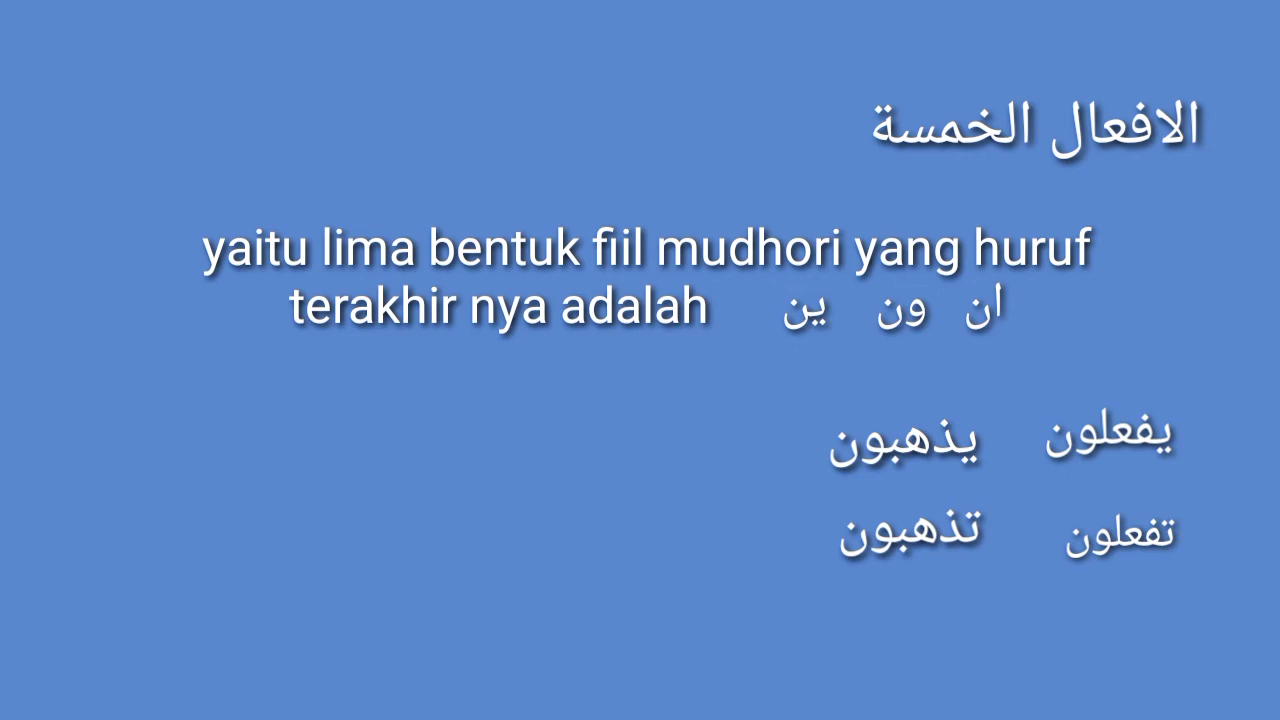 الافعال الخمسة
yaitu lima bentuk fiil mudhori yang huruf
terakhir nya adalah ان ون ين
يفعلون يذهبون
تفعلون تذهبون